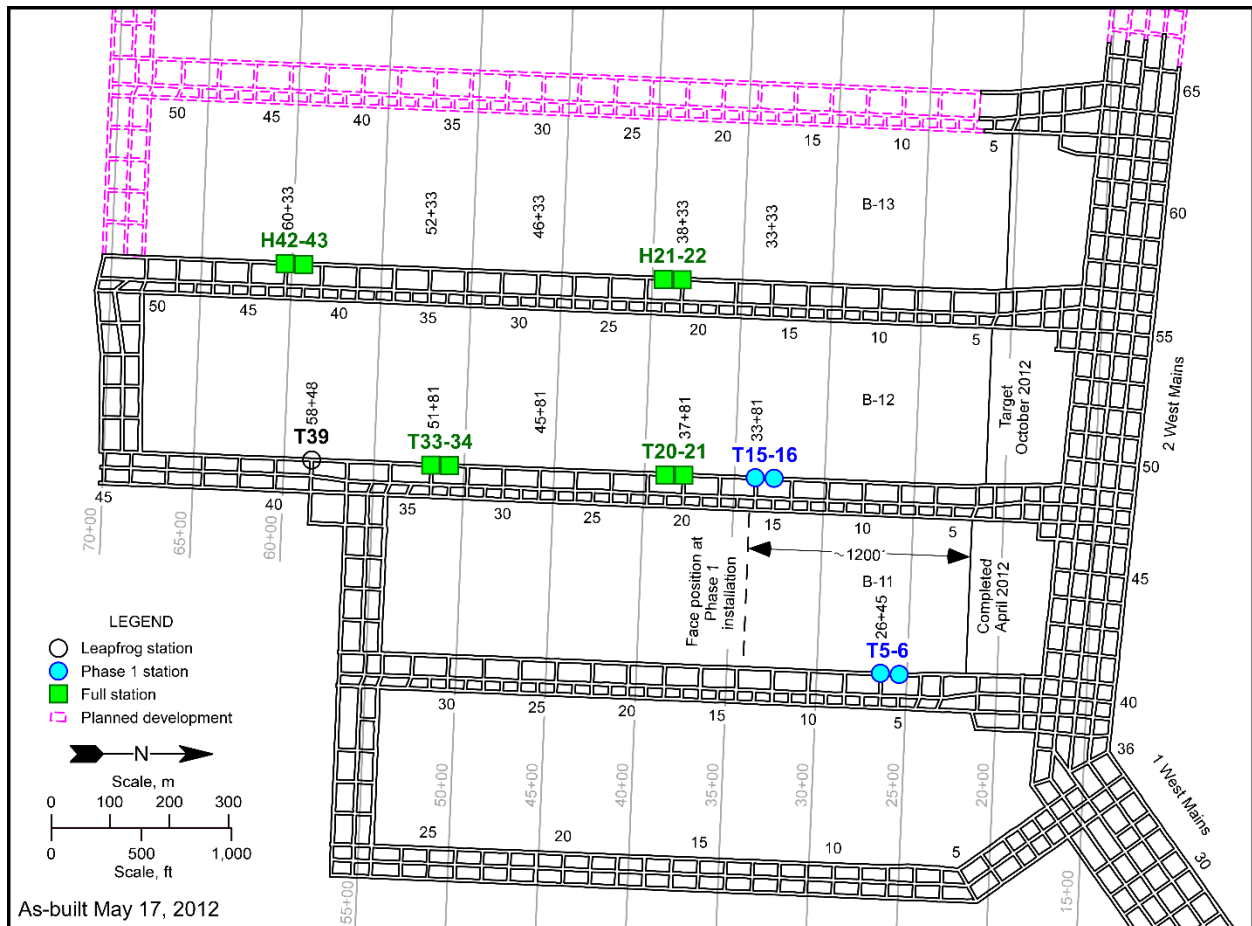 50
45
40
35
30
25
20
15
10
5
65
60
55
50
45
40
36
30
2 West Mains
1 West Mains
60+33
52+33
46+33
38+33
33+33
B-13
H42-43
H21-22
50
45
40
35
30
25
20
15
10
5
58+48
51+81
45+81
37+81
33+81
B-12
Target
October 2012
T39
T33-34
T20-21
T15-16
45
40
35
30
25
20
15
10
5
70+00
65+00
60+00
Face position at
Phase 1
installation
~1200´
B-11
26+45
Completed
April 2012
T5-6
30
25
20
15
10
5
LEGEND
Leapfrog station
Phase 1 station
Full station
Planned development
N
Scale, m
0 100 200 300
0 500 1,000
Scale, ft
55+00
50+00
45+00
40+00
35+00
30+00
25+00
20+00
15+00
25
20
15
10
5
As-built May 17, 2012